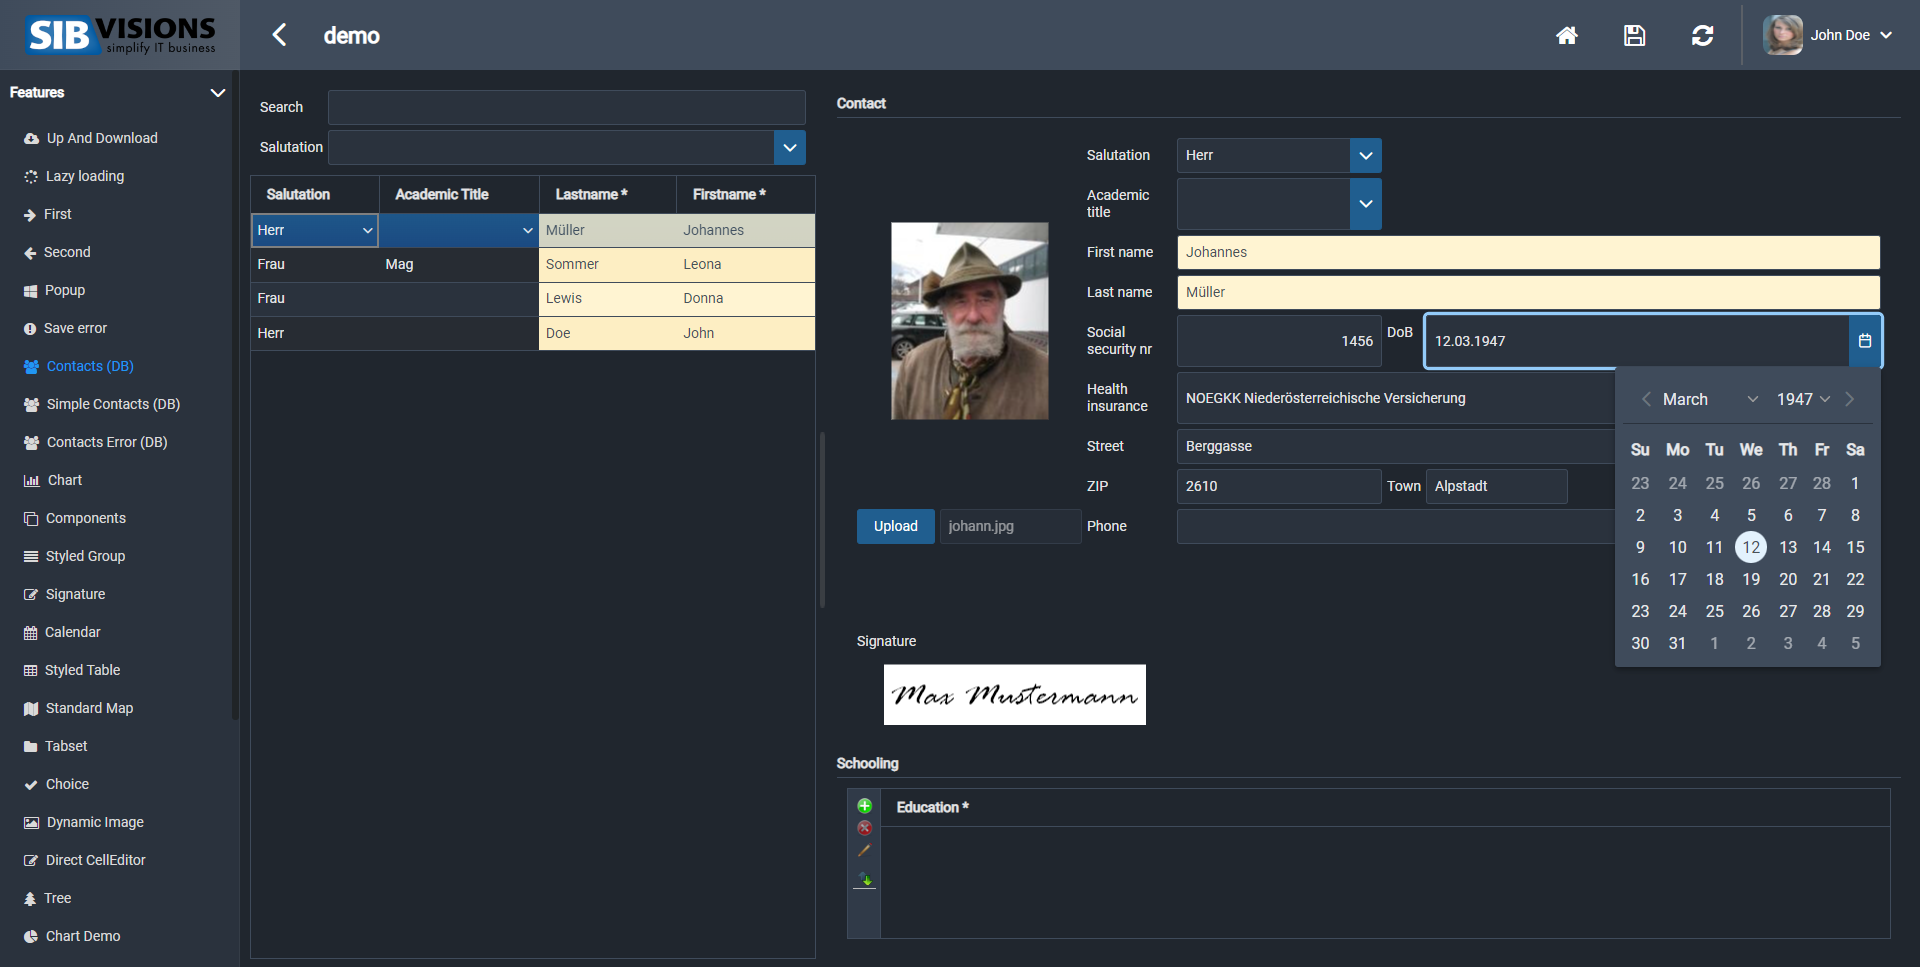 SIB VISIONS
simplify IT business
demo
John Doe
Features
Up And Download
Lazy loading
First
Second
Popup
Save error
Contacts (DB)
Simple Contacts (DB)
Contacts Error (DB)
Chart
Components
Styled Group
Signature
Calendar
Styled Table
Standard Map
Tabset
Choice
Dynamic Image
Direct CellEditor
Tree
Chart Demo
Search
Salutation
Salutation Academic Title Lastname * Firstname *
Herr Müller Johannes
Frau Mag Sommer Leona
Frau Lewis Donna
Herr Doe John
Contact
Salutation Herr
Academic
title
First name Johannes
Last name Müller
Social
security nr 1456 DoB 12.03.1947
Health
insurance NOEGKK Niederösterreichische Versicherung
Street Berggasse
ZIP 2610 Town Alpstadt
Upload johann.jpg Phone
March 1947
Su Mo Tu We Th Fr Sa
23 24 25 26 27 28 1
2 3 4 5 6 7 8
9 10 11 12 13 14 15
16 17 18 19 20 21 22
23 24 25 26 27 28 29
30 31 1 2 3 4 5
Signature
Max Mustermann
Schooling
Education *